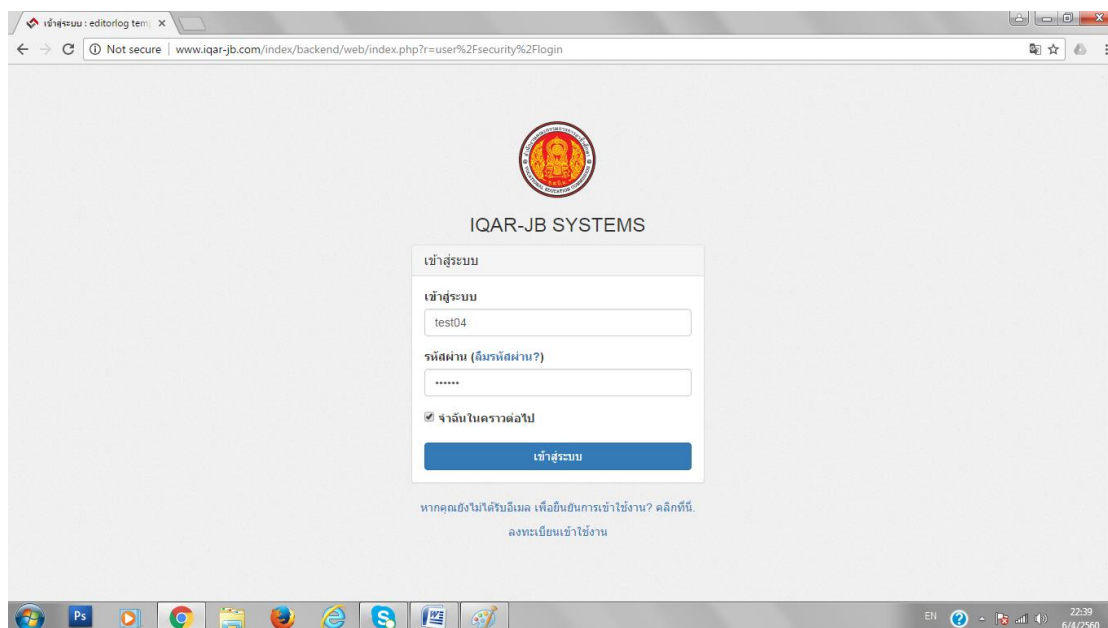 เข้าสู่ระบบ : editorlog tem
Not secure | www.iqar-jb.com/index/backend/web/index.php?r=user%2Fsecurity%2Flogin
VOCATIONAL EDUCATION COMMISSION
IQAR-JB SYSTEMS
เข้าสู่ระบบ
เข้าสู่ระบบ
test04
รหัสผ่าน (ลืมรหัสผ่าน?)
••••••
จำฉันในคราวต่อไป
เข้าสู่ระบบ
หากคุณยังไม่ได้รับอีเมล เพื่อยืนยันการเข้าใช้งาน? คลิกที่นี่.
ลงทะเบียนเข้าใช้งาน
Ps
EN
22:39
6/4/2560